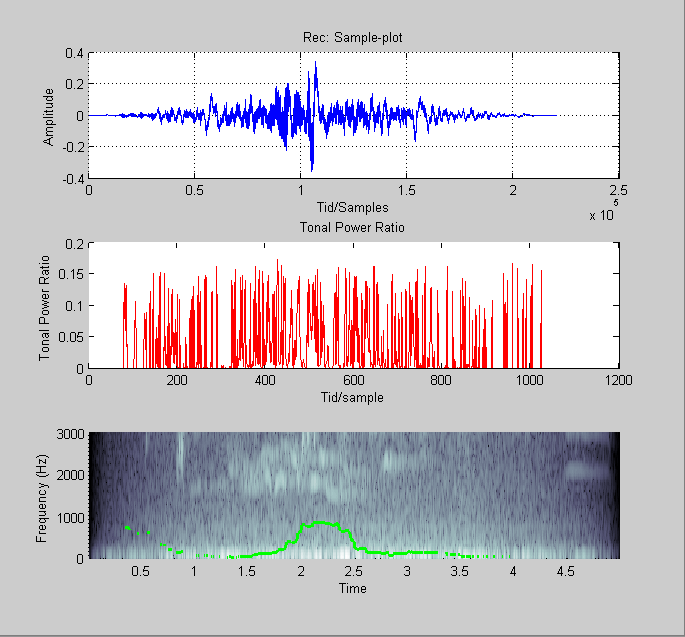 Rec: Sample-plot
0.4
0.2
0
-0.2
-0.4
Amplitude
0 0.5 1 1.5 2 2.5
Tid/Samples
x 10^5
Tonal Power Ratio
0.2
0.15
0.1
0.05
0
Tonal Power Ratio
0 200 400 600 800 1000 1200
Tid/sample
3000
2000
1000
0
Frequency (Hz)
0.5 1 1.5 2 2.5 3 3.5 4 4.5
Time